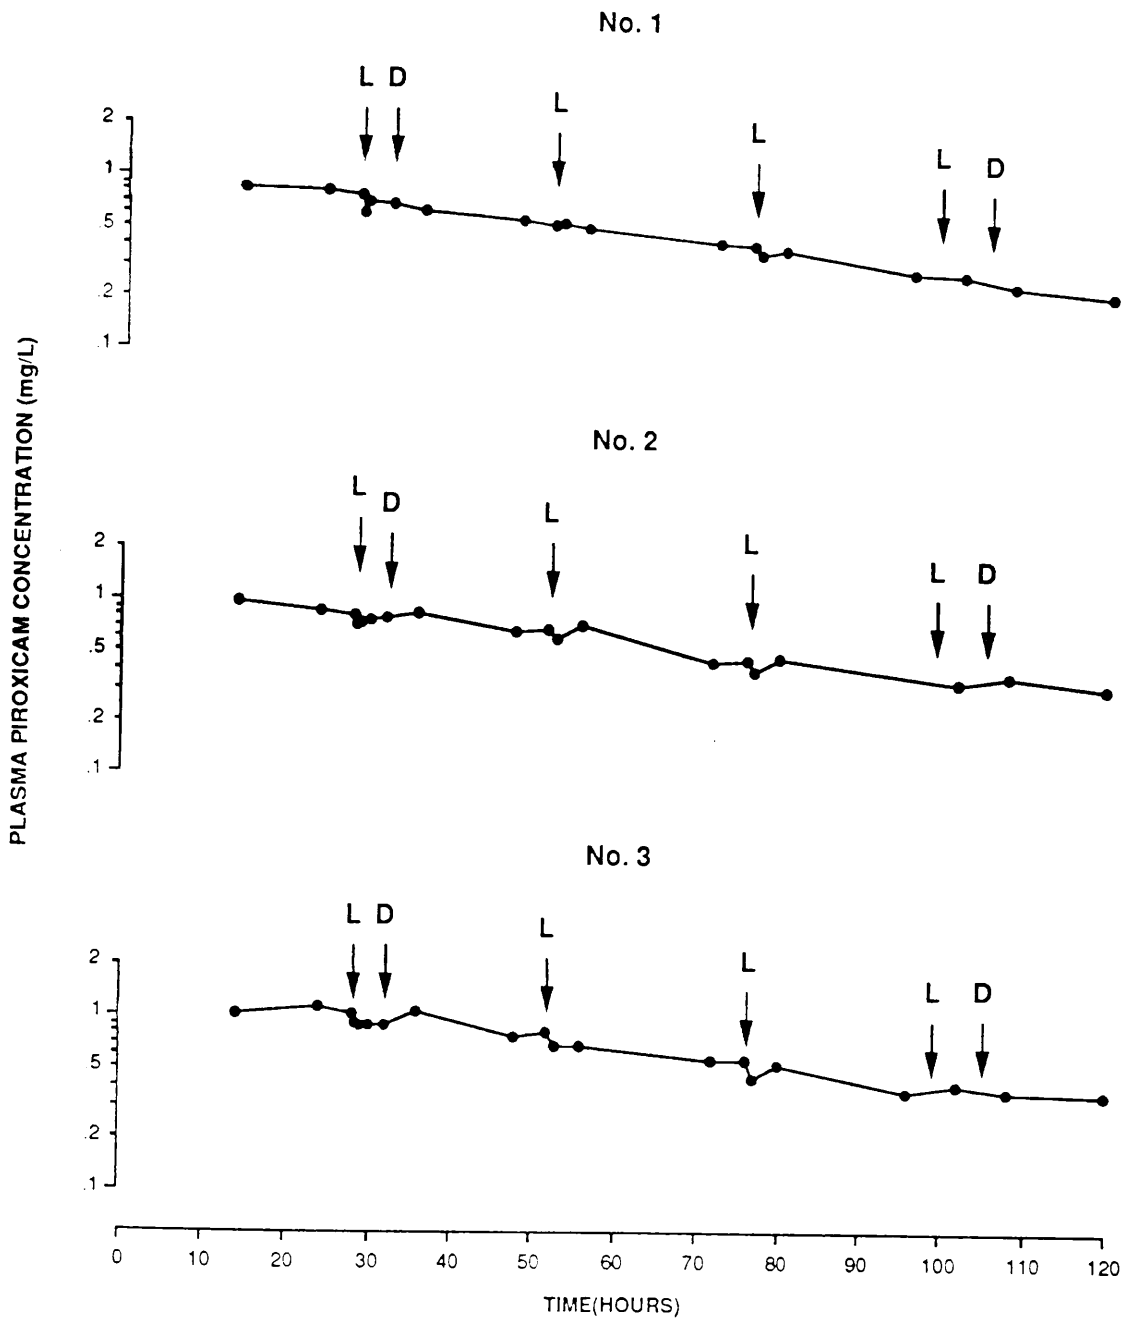 No. 1
L D
L
L
L
D
2
1
.5
.2
.1
PLASMA PIROXICAM CONCENTRATION (mg/L)
No. 2
L
D
L
L
L D
2
1
.5
.2
.1
No. 3
L D
L
L
L D
2
1
5
.2
.1
0 10 20 30 40 50 60 70 80 90 100 110 120
TIME(HOURS)